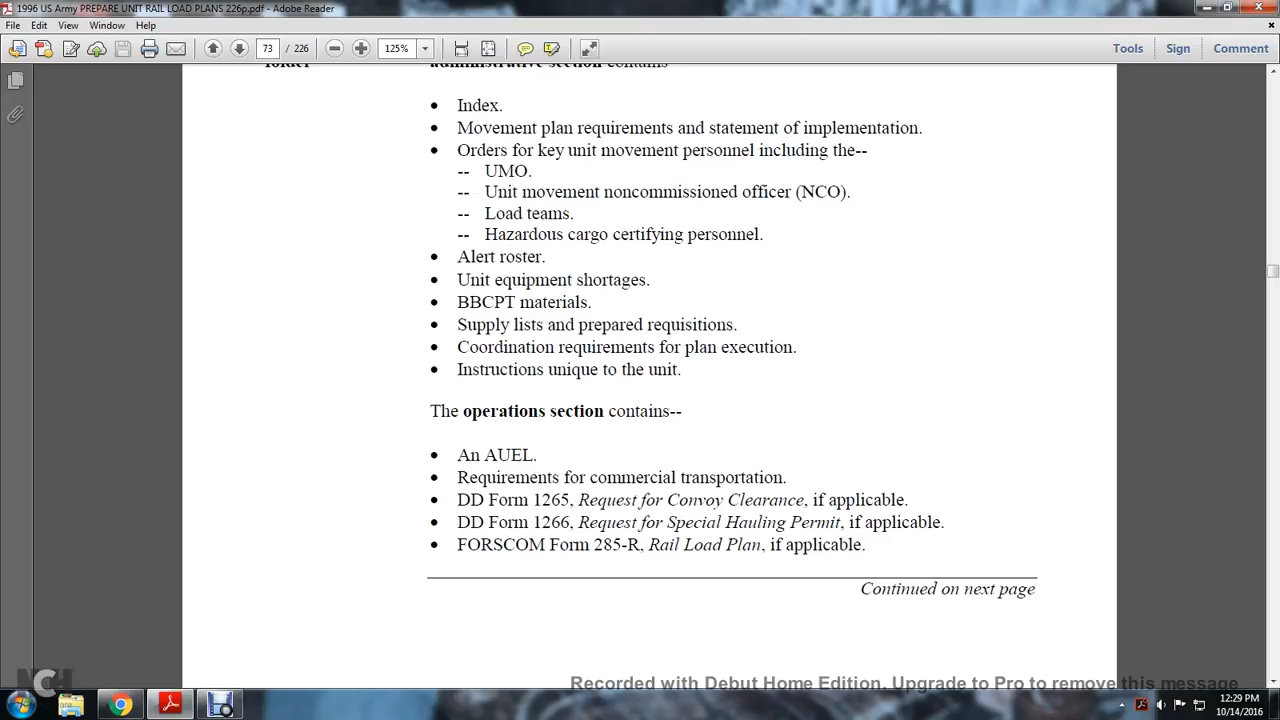 1996 US Army PREPARE UNIT RAIL LOAD PLANS 226p.pdf - Adobe Reader
File Edit View Window Help
73 / 226 125% Tools Sign Comment
folder administrative section contains
• Index.
• Movement plan requirements and statement of implementation.
• Orders for key unit movement personnel including the--
-- UMO.
-- Unit movement noncommissioned officer (NCO).
-- Load teams.
-- Hazardous cargo certifying personnel.
• Alert roster.
• Unit equipment shortages.
• BBCPT materials.
• Supply lists and prepared requisitions.
• Coordination requirements for plan execution.
• Instructions unique to the unit.
The operations section contains--
• An AUEL.
• Requirements for commercial transportation.
• DD Form 1265, Request for Convoy Clearance, if applicable.
• DD Form 1266, Request for Special Hauling Permit, if applicable.
• FORSCOM Form 285-R, Rail Load Plan, if applicable.
Continued on next page
NCH
Recorded with Debut Home Edition. Upgrade to Pro to remove this message
12:29 PM
10/14/2016